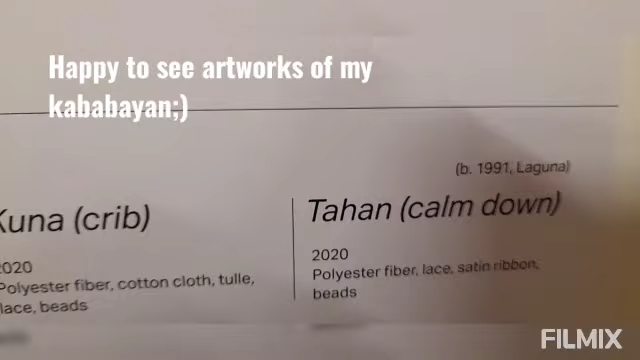 Happy to see artworks of my
kababayan;)
(b. 1991, Laguna)
Kuna (crib)
2020
Polyester fiber, cotton cloth, tulle,
lace, beads
Tahan (calm down)
2020
Polyester fiber, lace, satin ribbon,
beads
FILMIX